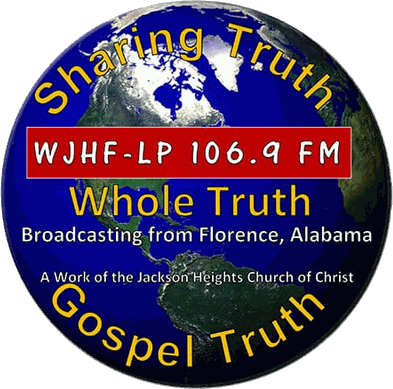 Sharing Truth
WJHF-LP 106.9 FM
Whole Truth
Broadcasting from Florence, Alabama
A Work of the Jackson Heights Church of Christ
Gospel Truth